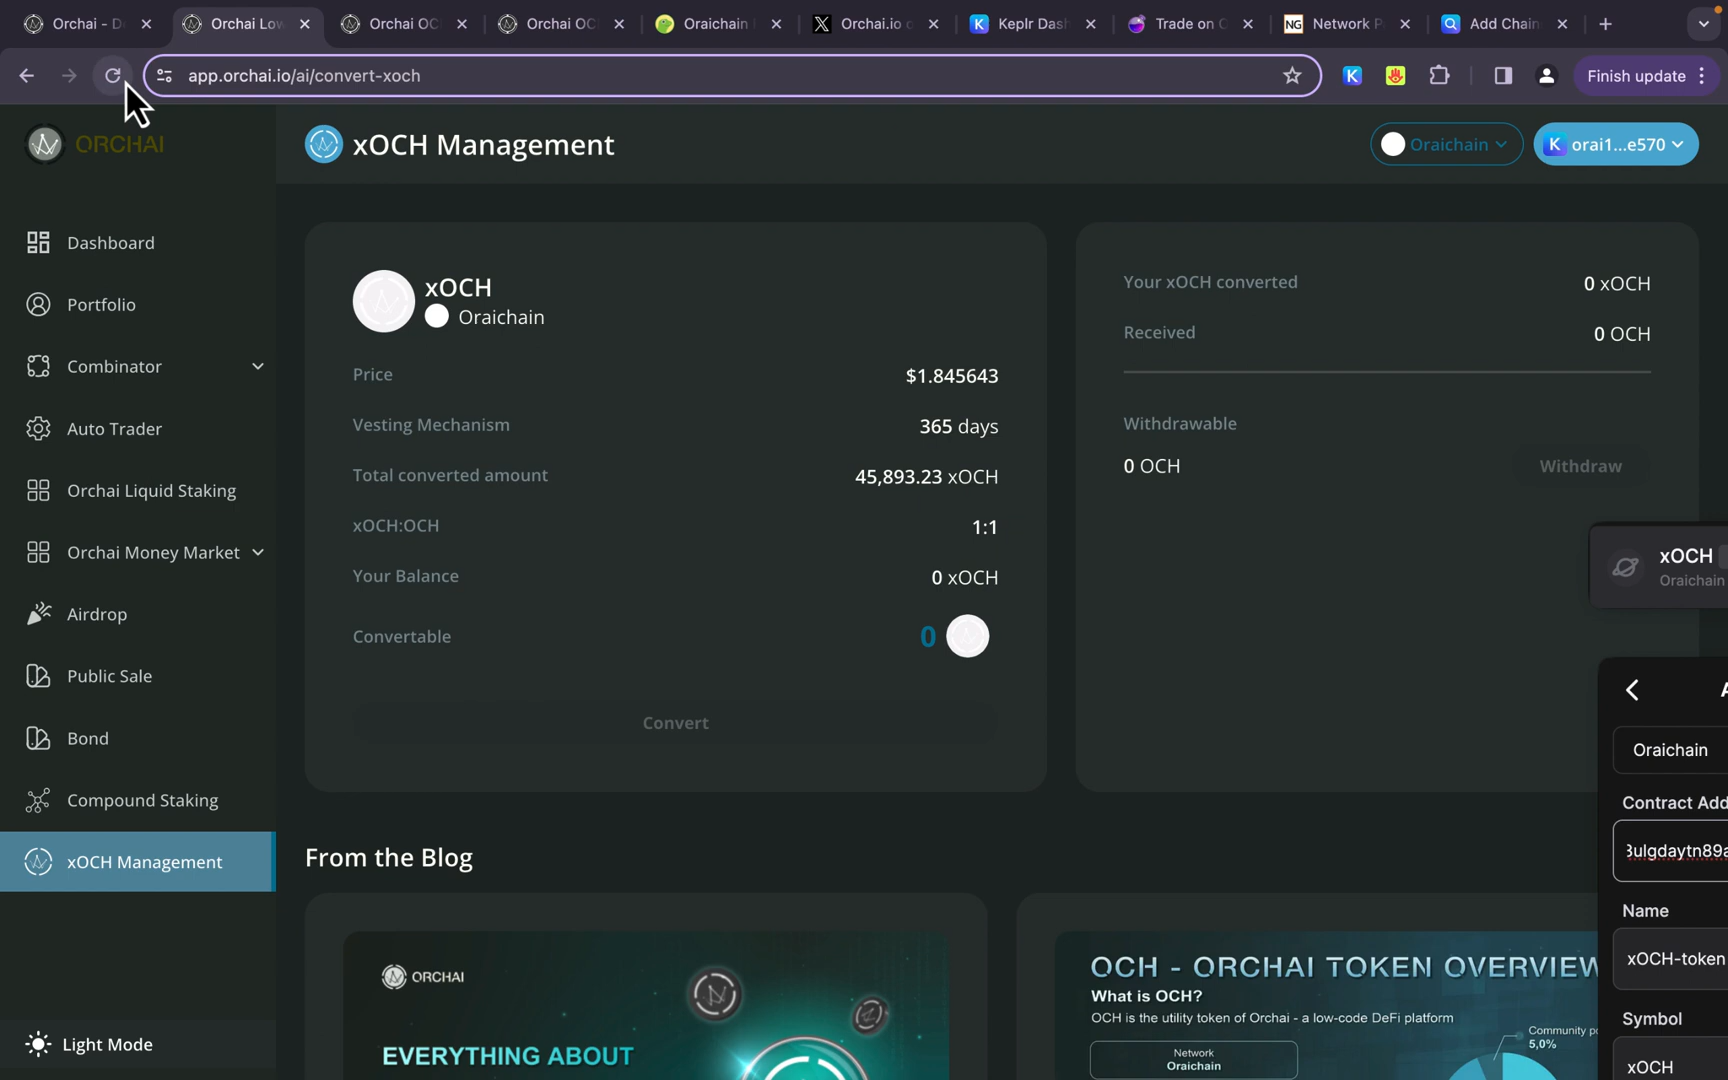 Orchai - D
Orchai Low
Orchai OC
Orchai OC
Oraichain
Orchai.io o
Keplr Dash
Trade on O
Network P
Add Chain
app.orchai.io/ai/convert-xoch
Finish update
ORCHAI
xOCH Management
Oraichain
orai1...e570
Dashboard
Portfolio
Combinator
Auto Trader
Orchai Liquid Staking
Orchai Money Market
Airdrop
Public Sale
Bond
Compound Staking
xOCH Management
Light Mode
xOCH
Oraichain
Price $1.845643
Vesting Mechanism 365 days
Total converted amount 45,893.23 xOCH
xOCH:OCH 1:1
Your Balance 0 xOCH
Convertable 0
Convert
Your xOCH converted 0 xOCH
Received 0 OCH
Withdrawable
0 OCH Withdraw
xOCH
Oraichain
Oraichain
Contract Add
3ulgdaytn89a
Name
xOCH-token
Symbol
xOCH
From the Blog
ORCHAI
EVERYTHING ABOUT
OCH - ORCHAI TOKEN OVERVIEW
What is OCH?
OCH is the utility token of Orchai - a low-code DeFi platform
Network
Oraichain
Community po
5,0%